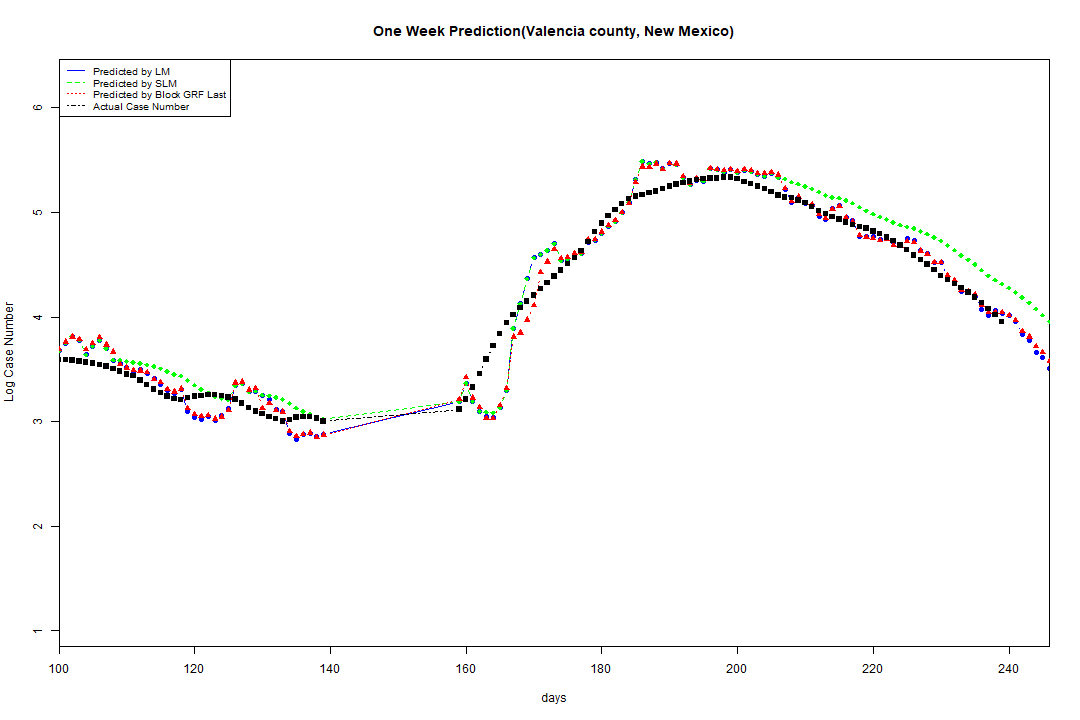 One Week Prediction(Valencia county, New Mexico)
Predicted by LM
Predicted by SLM
Predicted by Block GRF Last
Actual Case Number
Log Case Number
6
5
4
3
2
1
100 120 140 160 180 200 220 240
days